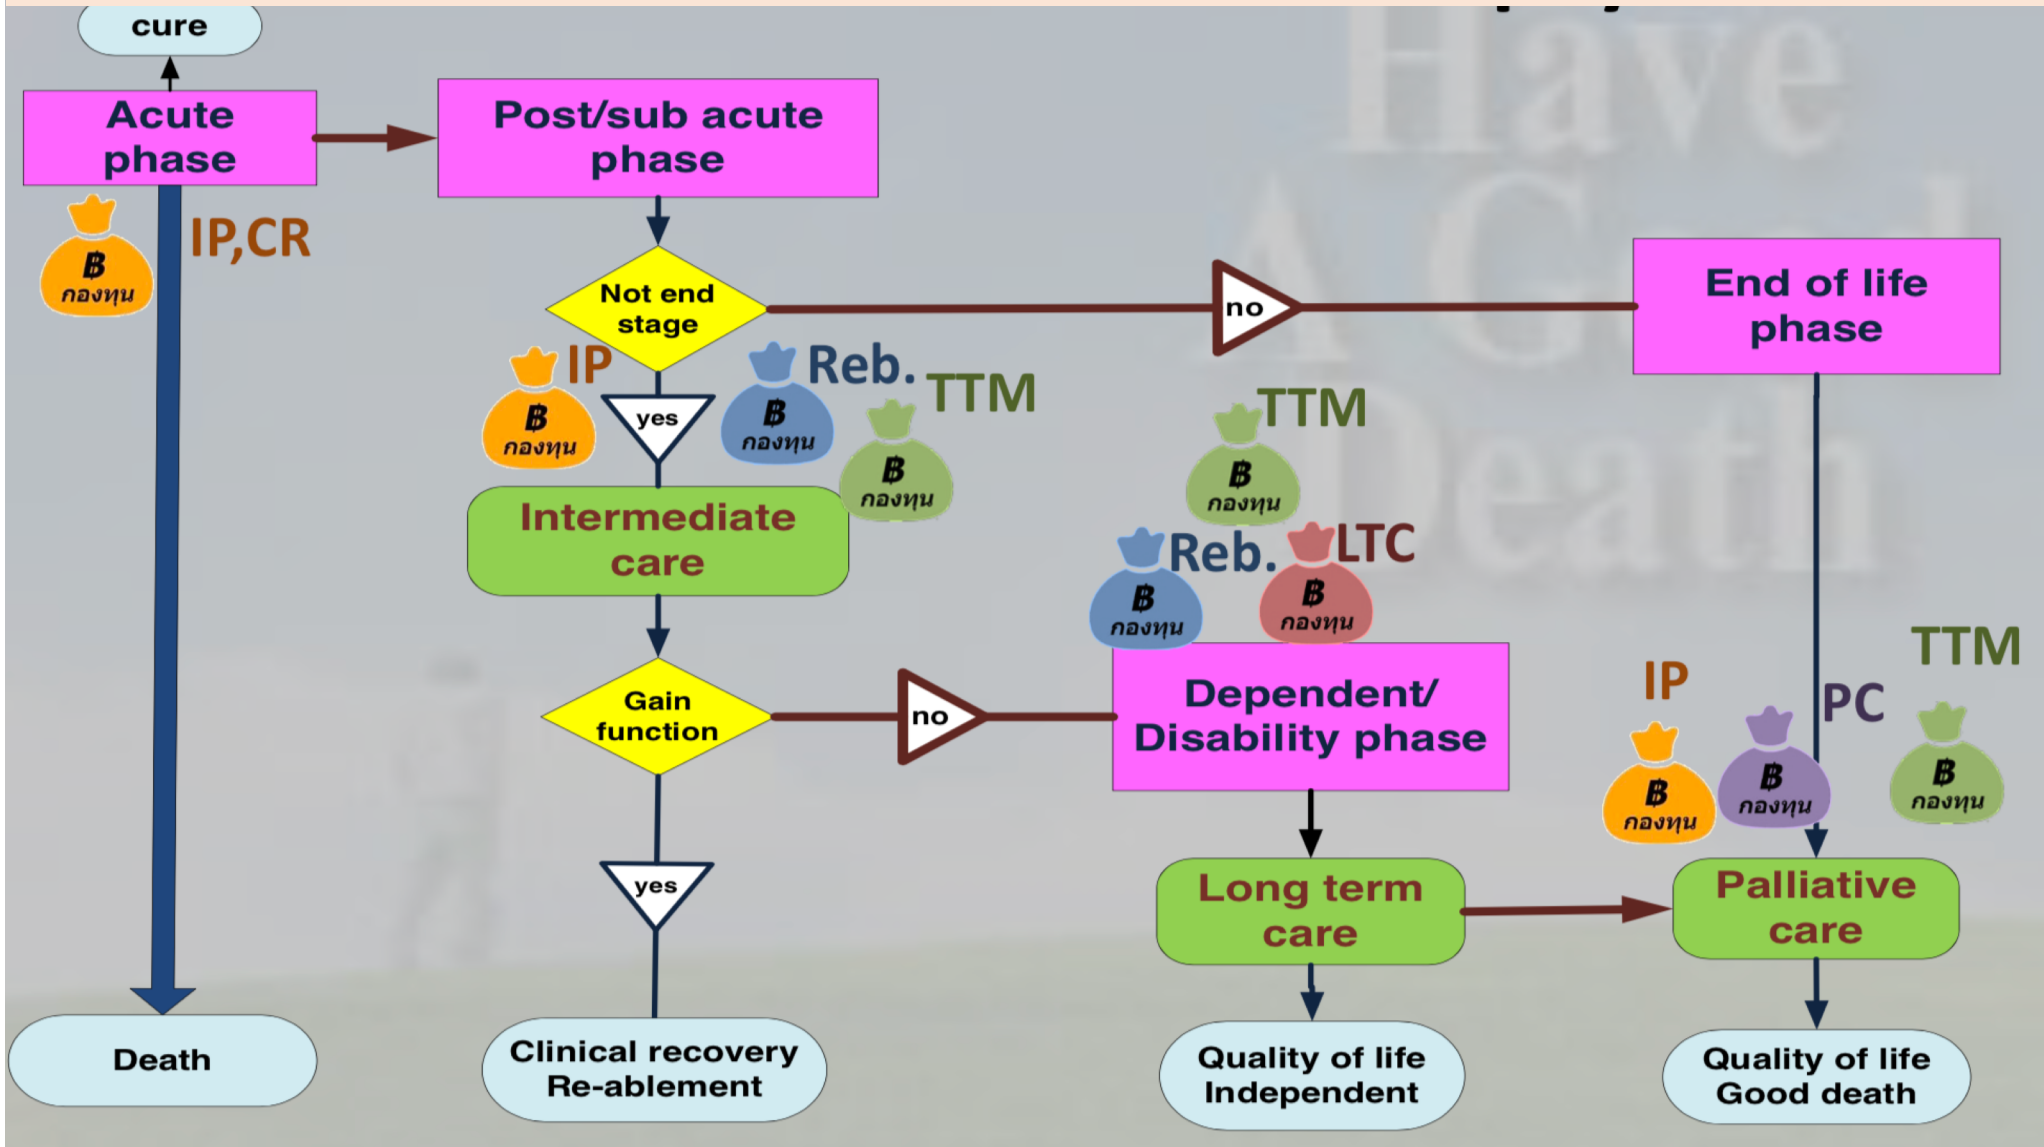 cure
Acute
phase
Post/sub acute
phase
฿
กองทุน
IP,CR
Not end
stage
no
End of life
phase
IP
฿
กองทุน
yes
Reb.
฿
กองทุน
TTM
฿
กองทุน
TTM
฿
กองทุน
Intermediate
care
Reb.
฿
กองทุน
LTC
฿
กองทุน
Gain
function
no
Dependent/
Disability phase
IP
฿
กองทุน
PC
฿
กองทุน
TTM
฿
กองทุน
yes
Long term
care
Palliative
care
Death
Clinical recovery
Re-ablement
Quality of life
Independent
Quality of life
Good death
Have
A Good
Death